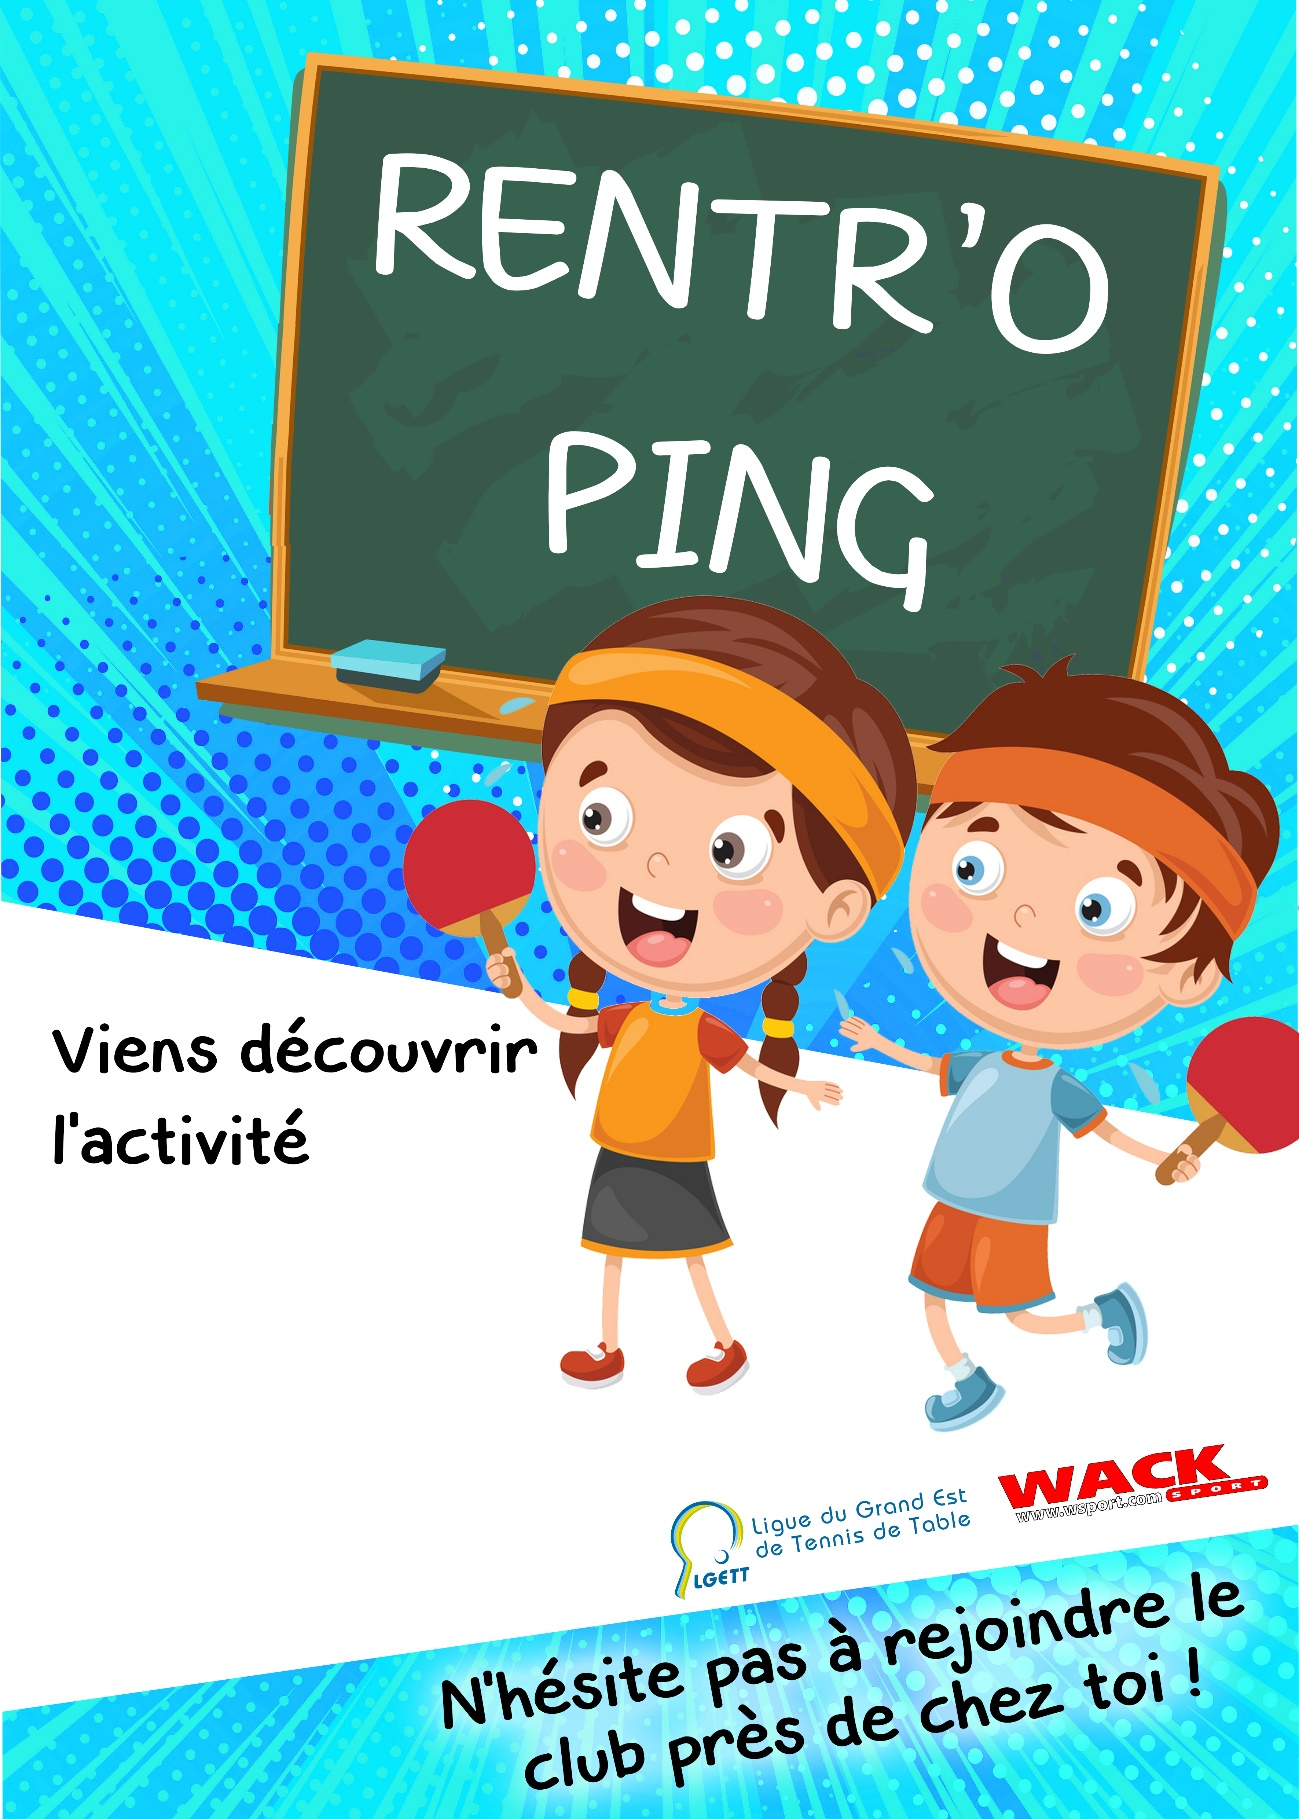 RENTR'O
PING
Viens découvrir
l'activité
Ligue du Grand Est
de Tennis de Table
LGETT
WACK
SPORT
www.wsport.com
N'hésite pas à rejoindre le
club près de chez toi !